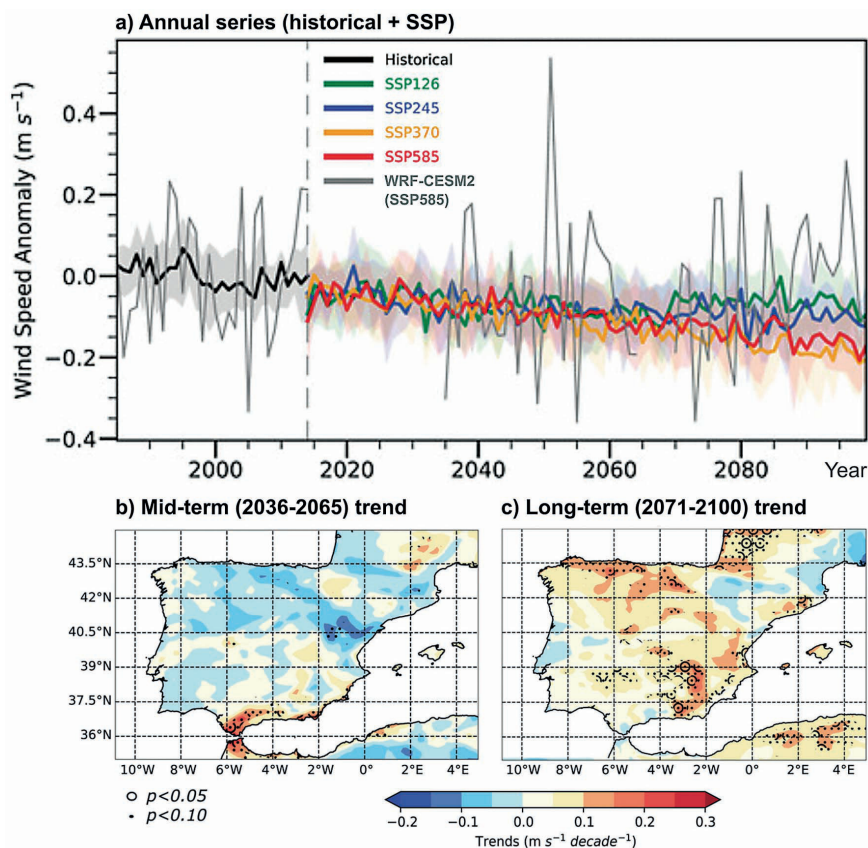 a) Annual series (historical + SSP)
Wind Speed Anomaly (m s⁻¹)
0.4
0.2
0.0
−0.2
−0.4
Historical
SSP126
SSP245
SSP370
SSP585
WRF-CESM2
(SSP585)
2000 2020 2040 2060 2080 Year
b) Mid-term (2036-2065) trend
c) Long-term (2071-2100) trend
43.5°N
42°N
40.5°N
39°N
37.5°N
36°N
10°W 8°W 6°W 4°W 2°W 0° 2°E 4°E
43.5°N
42°N
40.5°N
39°N
37.5°N
36°N
10°W 8°W 6°W 4°W 2°W 0° 2°E 4°E
p<0.05
p<0.10
−0.2 −0.1 0.0 0.1 0.2 0.3
Trends (m s⁻¹ decade⁻¹)